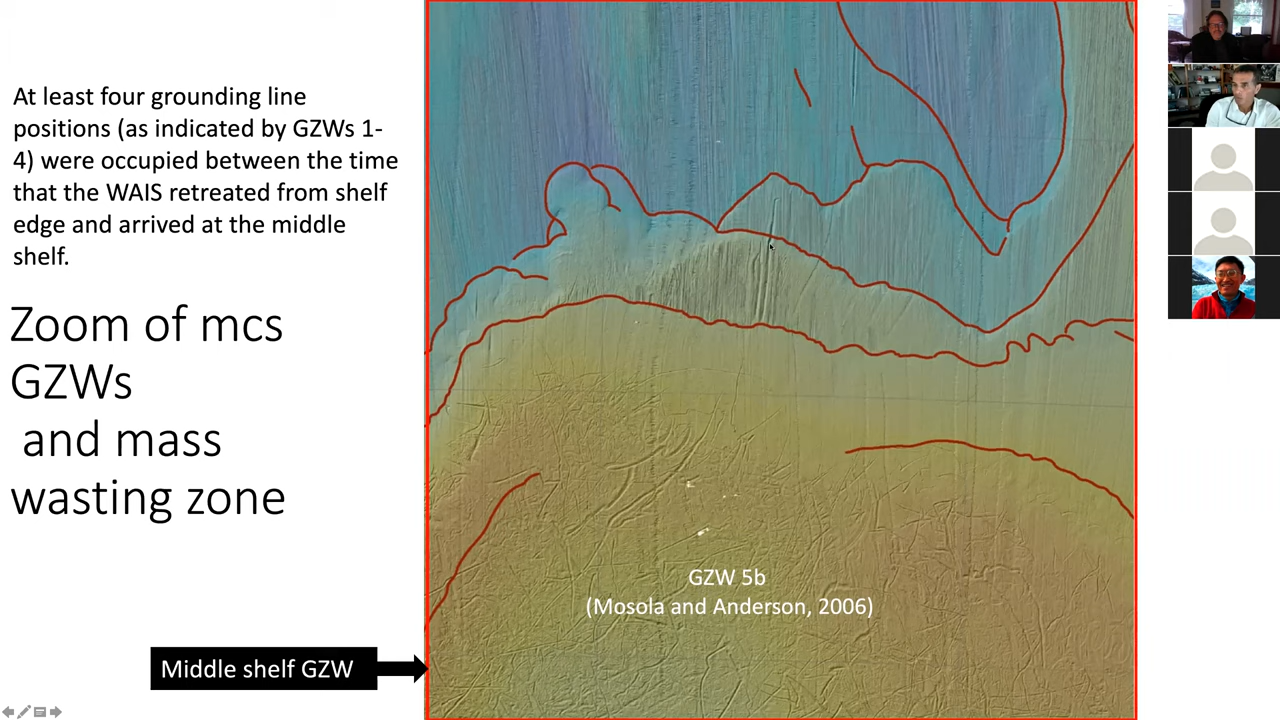 At least four grounding line
positions (as indicated by GZWs 1-
4) were occupied between the time
that the WAIS retreated from shelf
edge and arrived at the middle
shelf.
Zoom of mcs
GZWs
and mass
wasting zone
GZW 5b
(Mosola and Anderson, 2006)
Middle shelf GZW